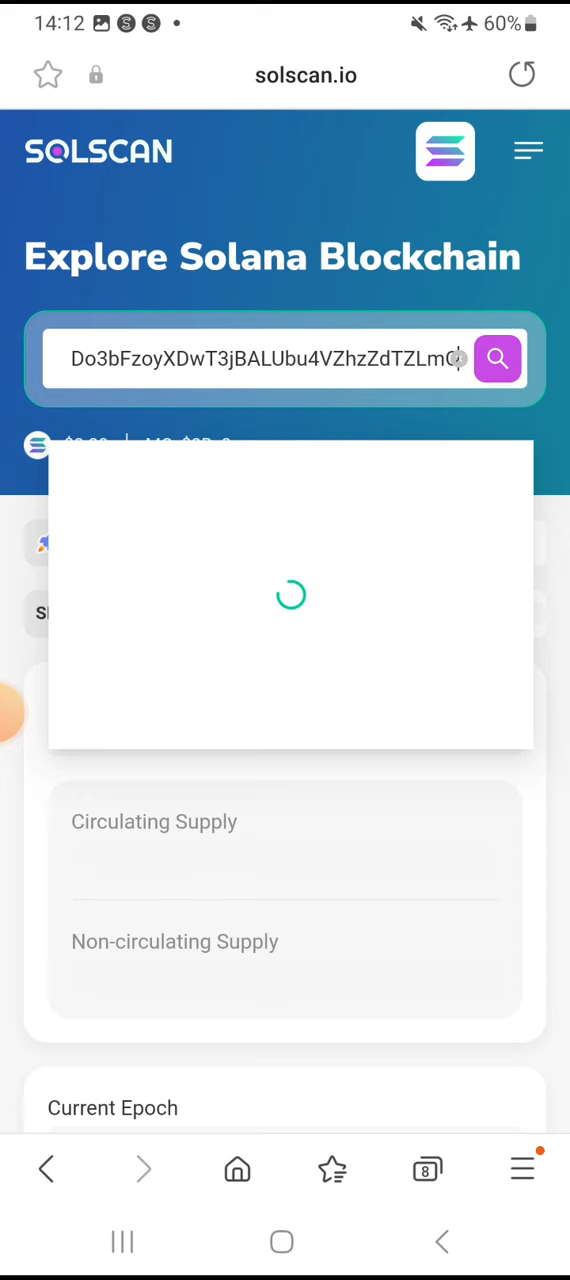 14:12 60%
solscan.io
SOLSCAN
Explore Solana Blockchain
Do3bFzoyXDwT3jBALUbu4VZhzZdTZLm
Circulating Supply
Non-circulating Supply
Current Epoch
8